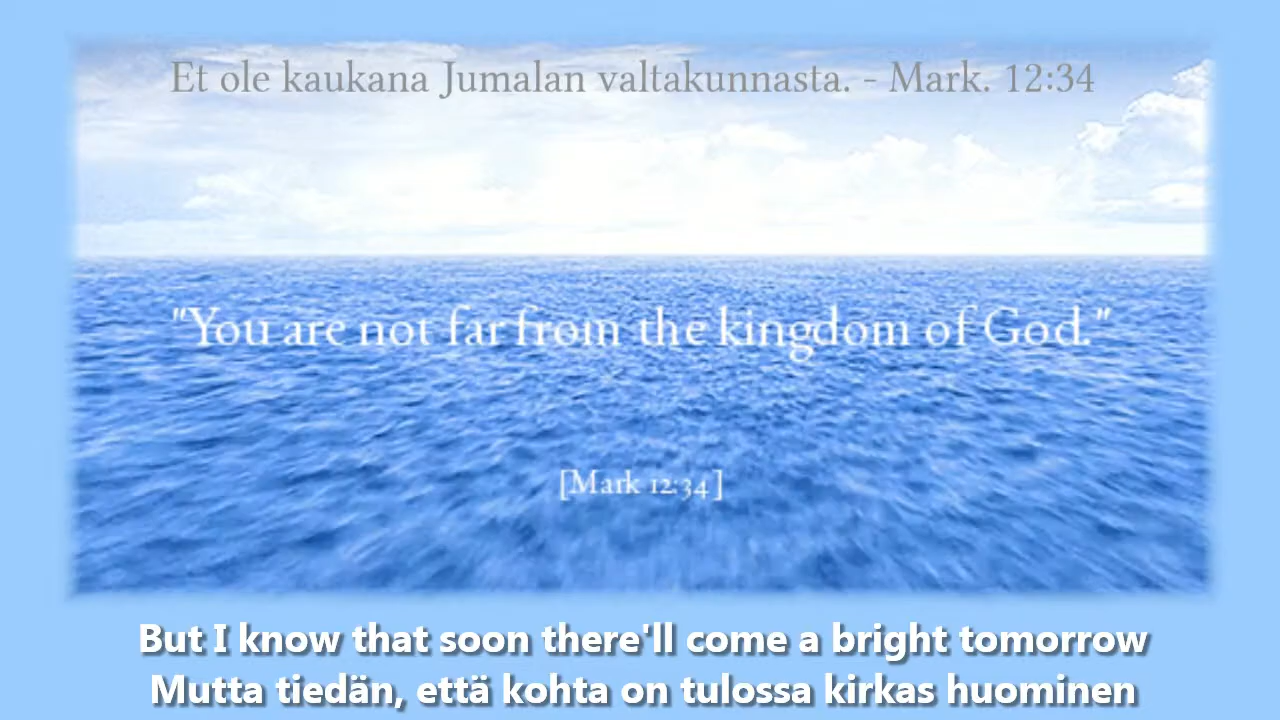 Et ole kaukana Jumalan valtakunnasta. - Mark. 12:34
"You are not far from the kingdom of God."
[Mark 12:34]
But I know that soon there'll come a bright tomorrow
Mutta tiedän, että kohta on tulossa kirkas huominen